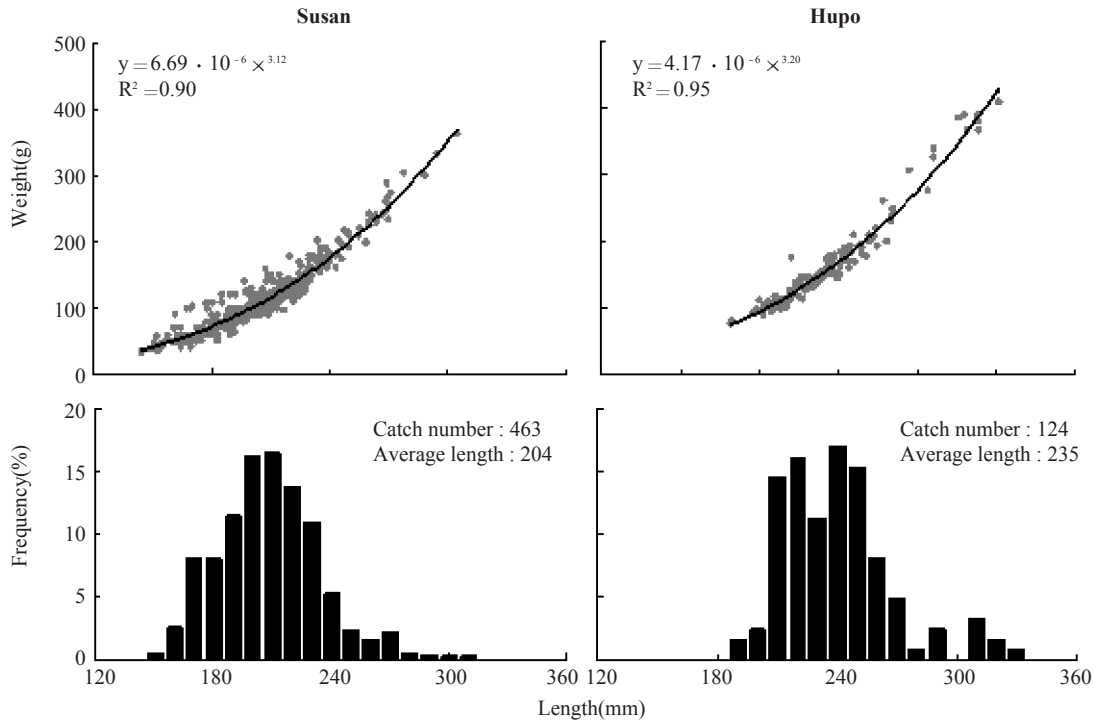 Susan
Hupo
y = 6.69 · 10 ⁻⁶ ×³·¹²
R² = 0.90
y = 4.17 · 10 ⁻⁶ ×³·²⁰
R² = 0.95
Weight(g)
500
400
300
200
100
0
Catch number : 463
Average length : 204
Catch number : 124
Average length : 235
Frequency(%)
20
15
10
5
0
120 180 240 300 120 180 240 300 360
Length(mm)